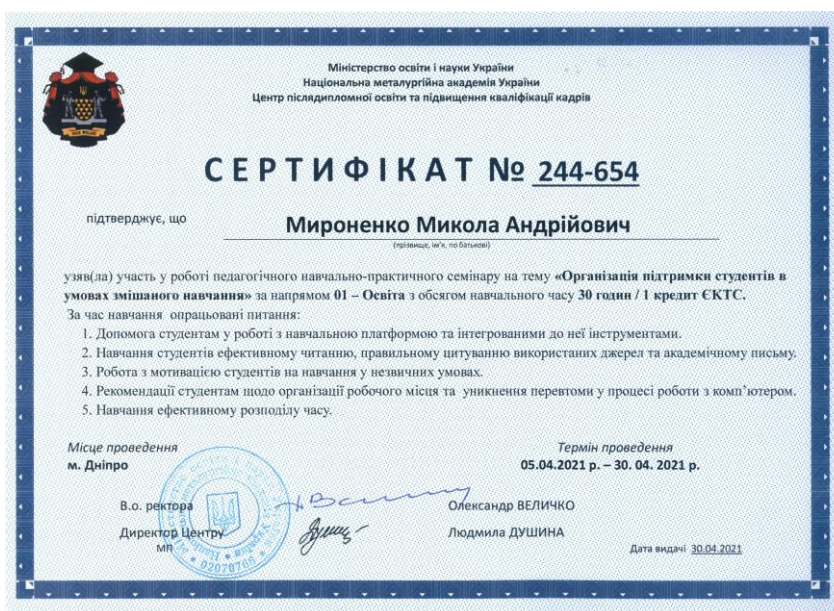 Міністерство освіти і науки України
Національна металургійна академія України
Центр післядипломної освіти та підвищення кваліфікації кадрів
СЕРТИФІКАТ № 244-654
підтверджує, що
Мироненко Микола Андрійович
(прізвище, ім'я, по батькові)
узяв(ла) участь у роботі педагогічного навчально-практичного семінару на тему «Організація підтримки студентів в
умовах змішаного навчання» за напрямом 01 – Освіта з обсягом навчального часу 30 годин / 1 кредит ЄКТС.
За час навчання опрацьовані питання:
1. Допомога студентам у роботі з навчальною платформою та інтегрованими до неї інструментами.
2. Навчання студентів ефективному читанню, правильному цитуванню використаних джерел та академічному письму.
3. Робота з мотивацією студентів на навчання у незвичних умовах.
4. Рекомендації студентам щодо організації робочого місця та уникнення перевтоми у процесі роботи з комп’ютером.
5. Навчання ефективному розподілу часу.
Місце проведення
м. Дніпро
Термін проведення
05.04.2021 р. – 30. 04. 2021 р.
В.о. ректора
Олександр ВЕЛИЧКО
Директор Центру
Людмила ДУШИНА
МП
Дата видачі 30.04.2021
02070766